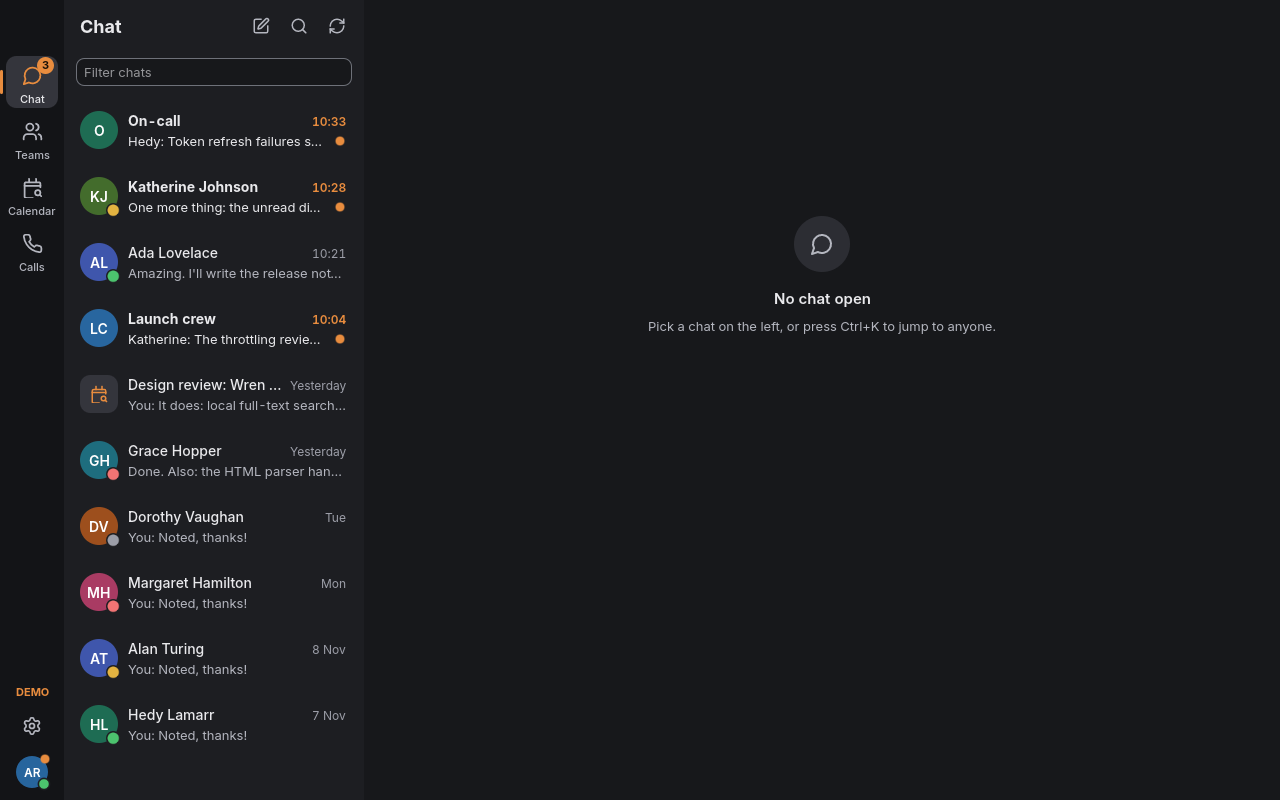 Chat
3
Chat
Teams
Calendar
Calls
DEMO
AR
Filter chats
O
On-call
10:33
Hedy: Token refresh failures s...
KJ
Katherine Johnson
10:28
One more thing: the unread di...
AL
Ada Lovelace
10:21
Amazing. I'll write the release not...
LC
Launch crew
10:04
Katherine: The throttling revie...
Design review: Wren ...
Yesterday
You: It does: local full-text search...
GH
Grace Hopper
Yesterday
Done. Also: the HTML parser han...
DV
Dorothy Vaughan
Tue
You: Noted, thanks!
MH
Margaret Hamilton
Mon
You: Noted, thanks!
AT
Alan Turing
8 Nov
You: Noted, thanks!
HL
Hedy Lamarr
7 Nov
You: Noted, thanks!
No chat open
Pick a chat on the left, or press Ctrl+K to jump to anyone.